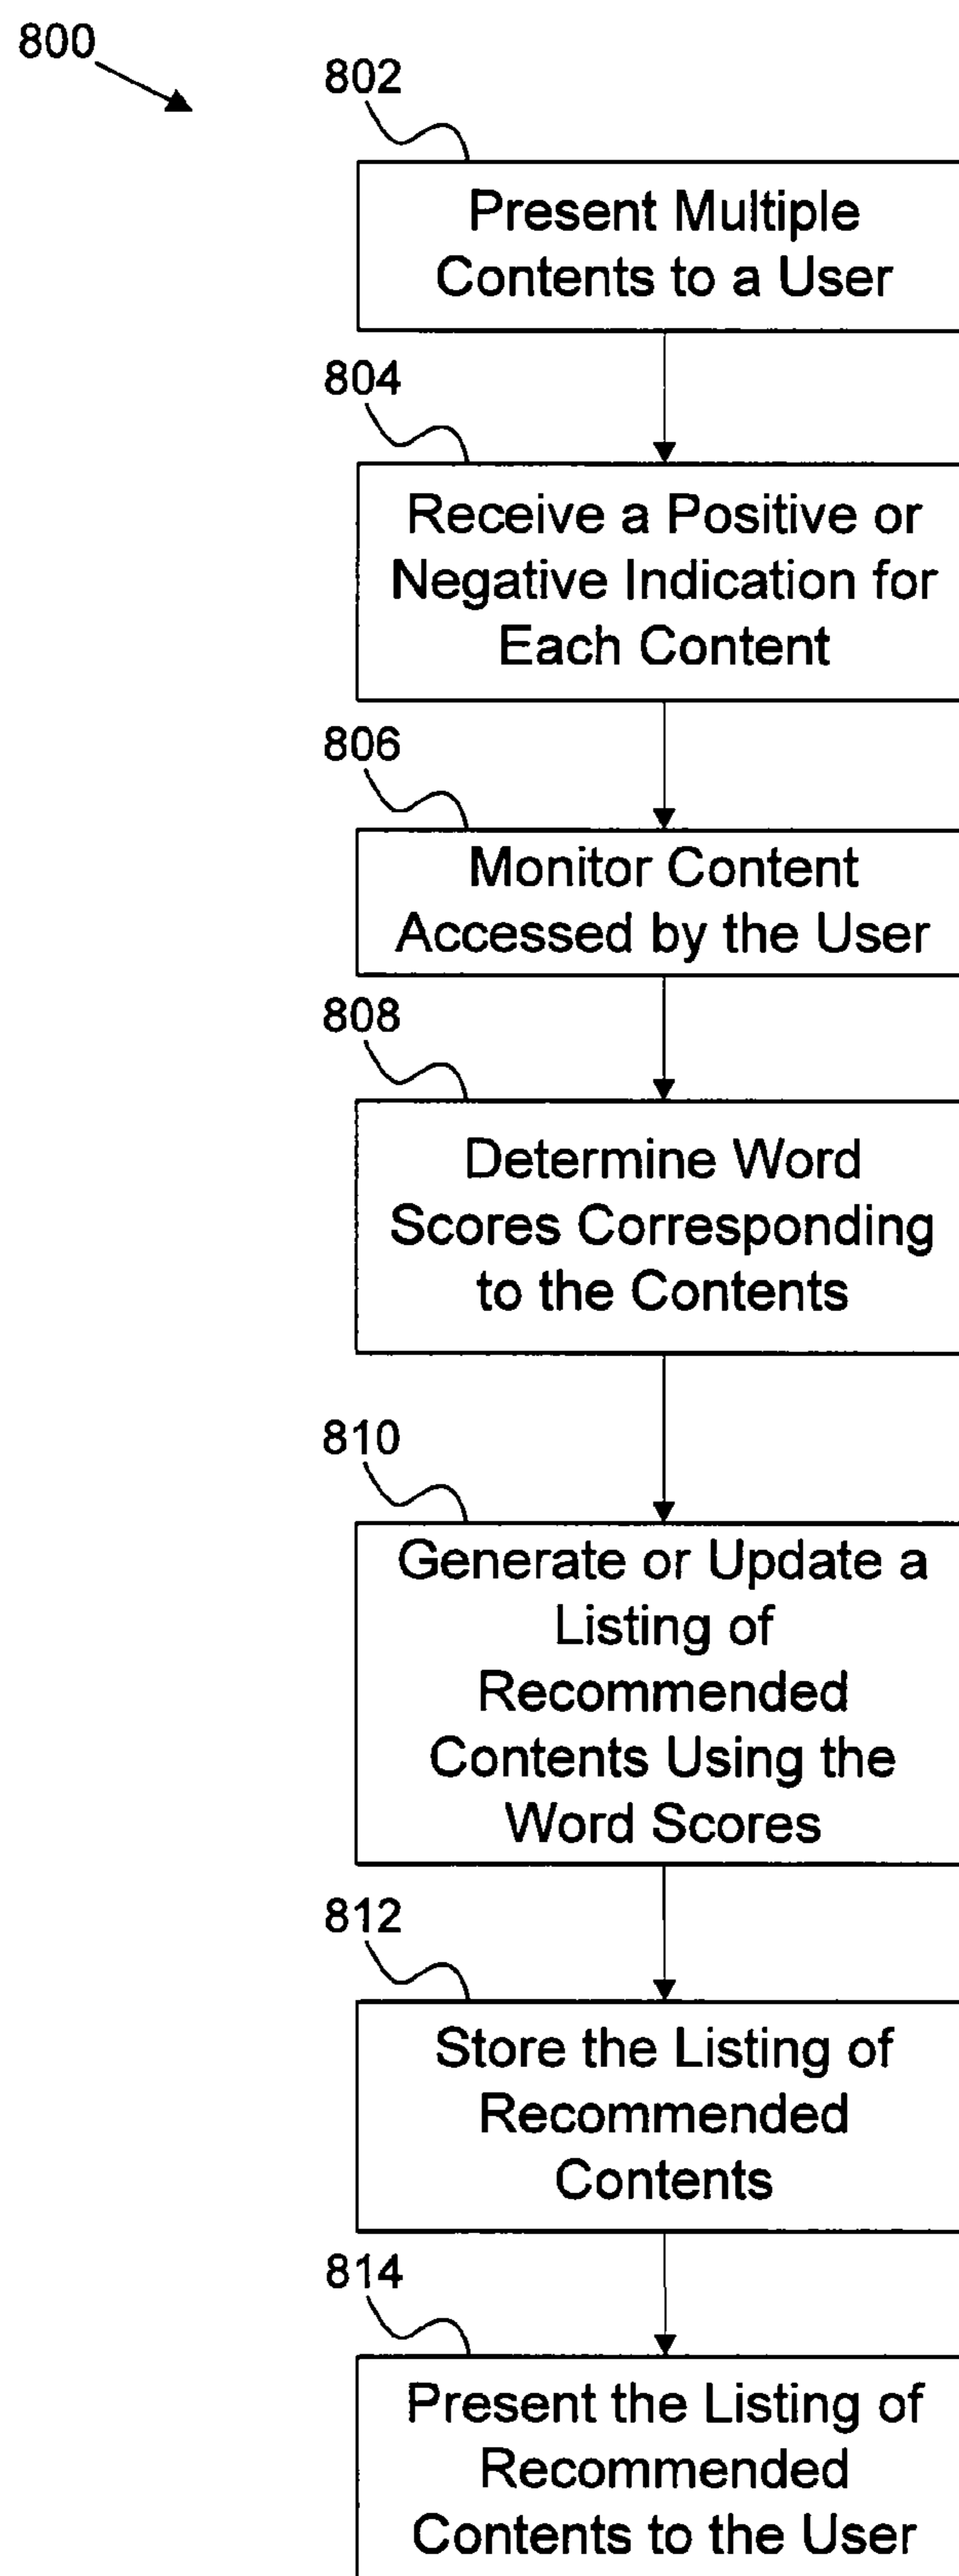 800
802
Present Multiple
Contents to a User
804
Receive a Positive or
Negative Indication for
Each Content
806
Monitor Content
Accessed by the User
808
Determine Word
Scores Corresponding
to the Contents
810
Generate or Update a
Listing of
Recommended
Contents Using the
Word Scores
812
Store the Listing of
Recommended
Contents
814
Present the Listing of
Recommended
Contents to the User